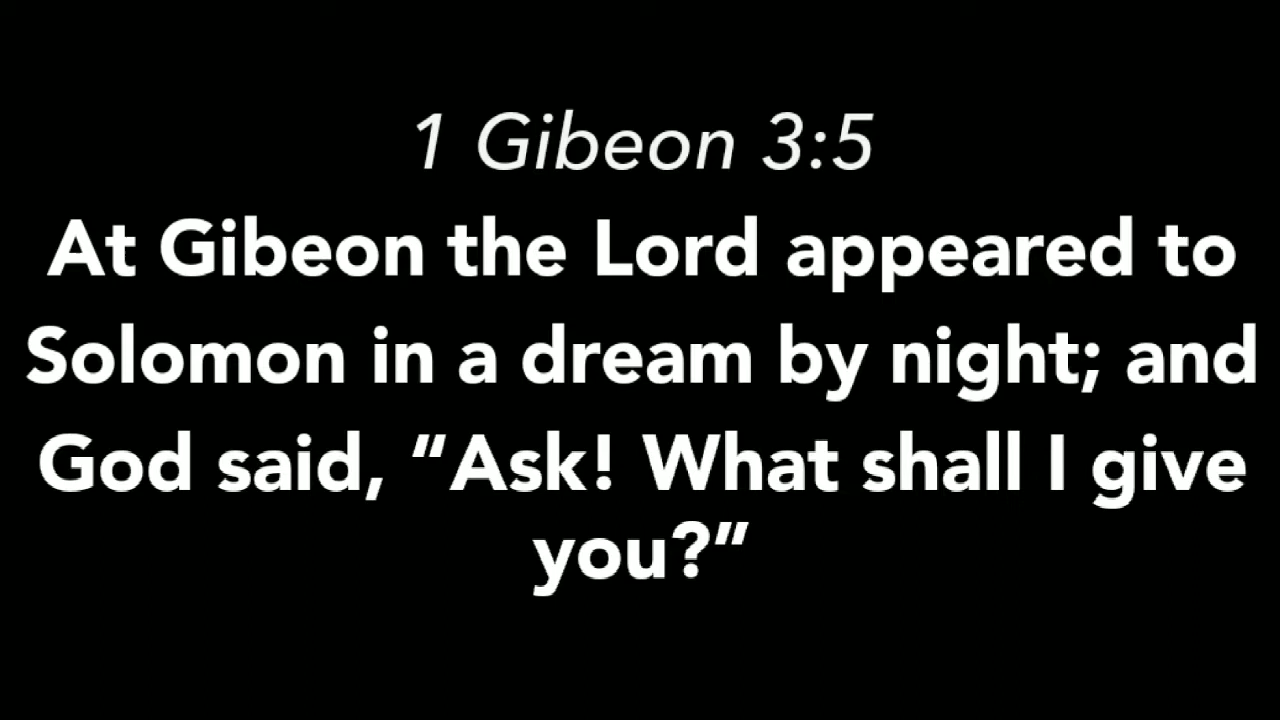 1 Gibeon 3:5
At Gibeon the Lord appeared to
Solomon in a dream by night; and
God said, “Ask! What shall I give
you?”